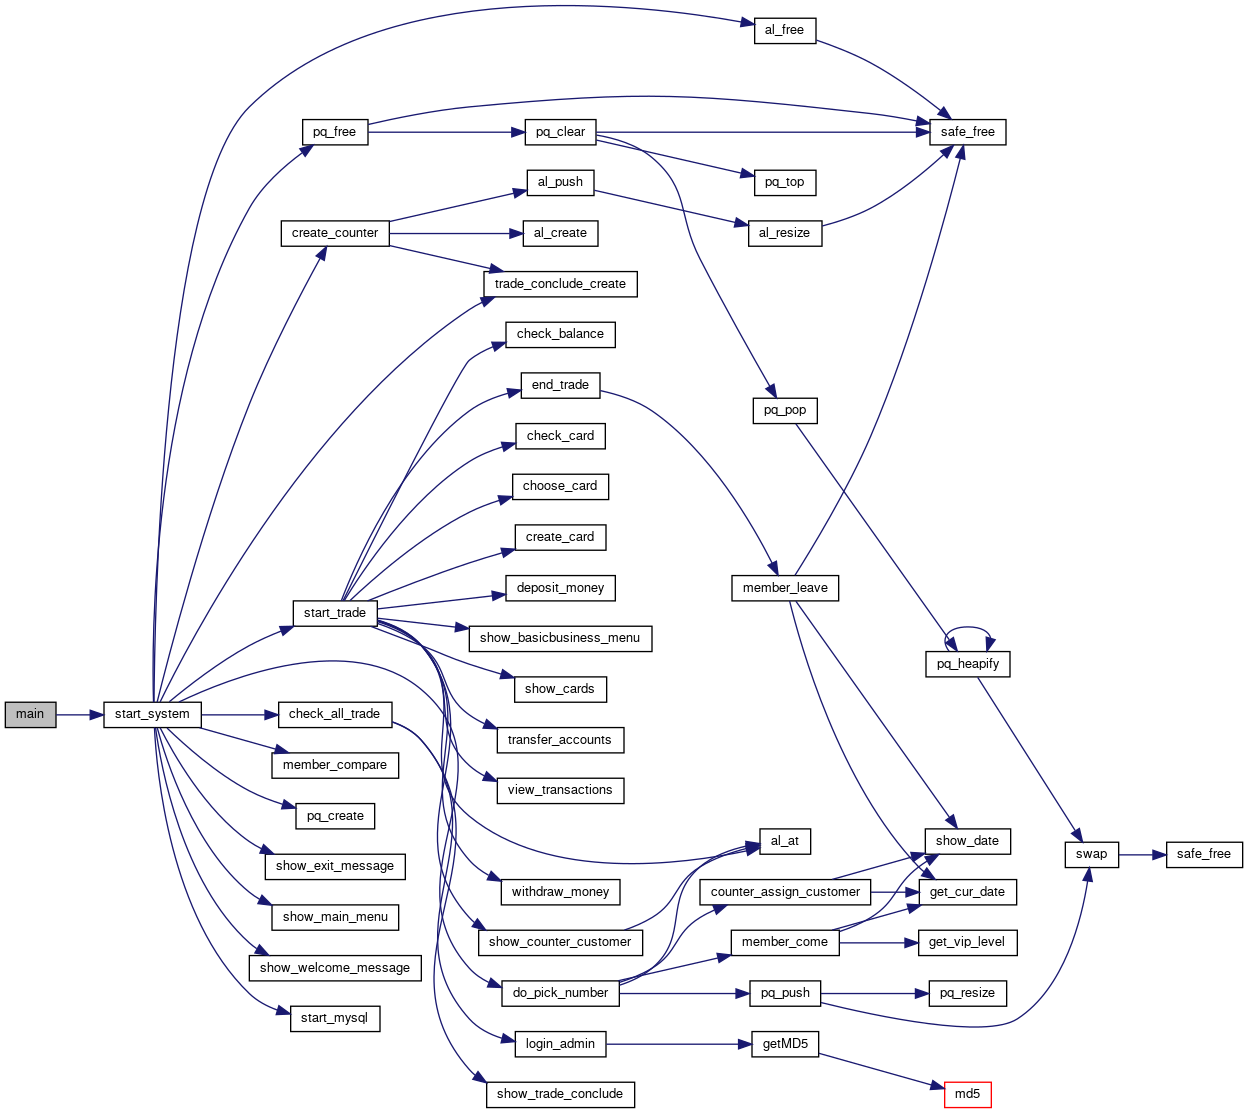 al_free
pq_free
pq_clear
safe_free
al_push
pq_top
create_counter
al_create
al_resize
trade_conclude_create
check_balance
end_trade
pq_pop
check_card
choose_card
create_card
deposit_money
member_leave
start_trade
show_basicbusiness_menu
pq_heapify
show_cards
main
start_system
check_all_trade
transfer_accounts
member_compare
view_transactions
pq_create
al_at
show_date
show_exit_message
swap
safe_free
withdraw_money
counter_assign_customer
get_cur_date
show_main_menu
show_counter_customer
member_come
get_vip_level
show_welcome_message
do_pick_number
pq_push
pq_resize
start_mysql
login_admin
getMD5
show_trade_conclude
md5